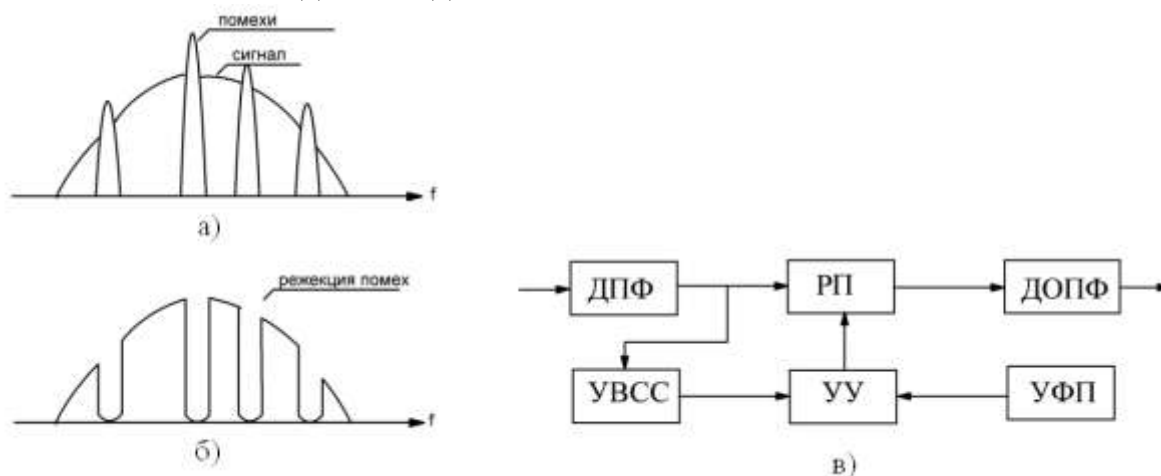 помехи
сигнал
f
а)
режекция помех
f
б)
ДПФ
РП
ДОПФ
УВСС
УУ
УФП
в)